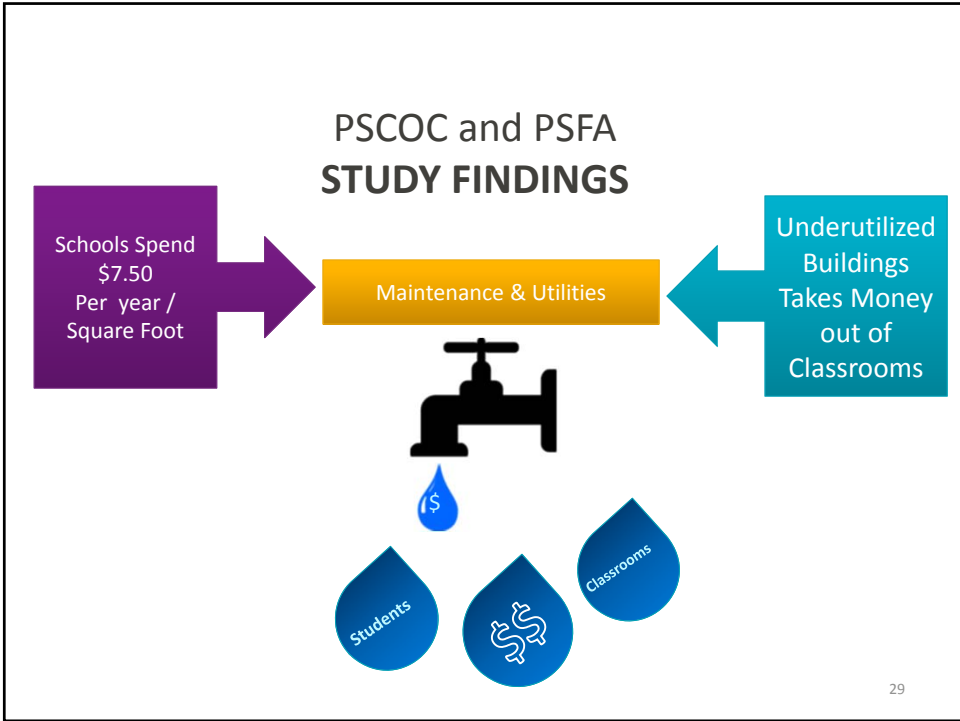 PSCOC and PSFA
STUDY FINDINGS
Schools Spend
$7.50
Per year /
Square Foot
Maintenance & Utilities
Underutilized
Buildings
Takes Money
out of
Classrooms
$
Students
$$
Classrooms
29